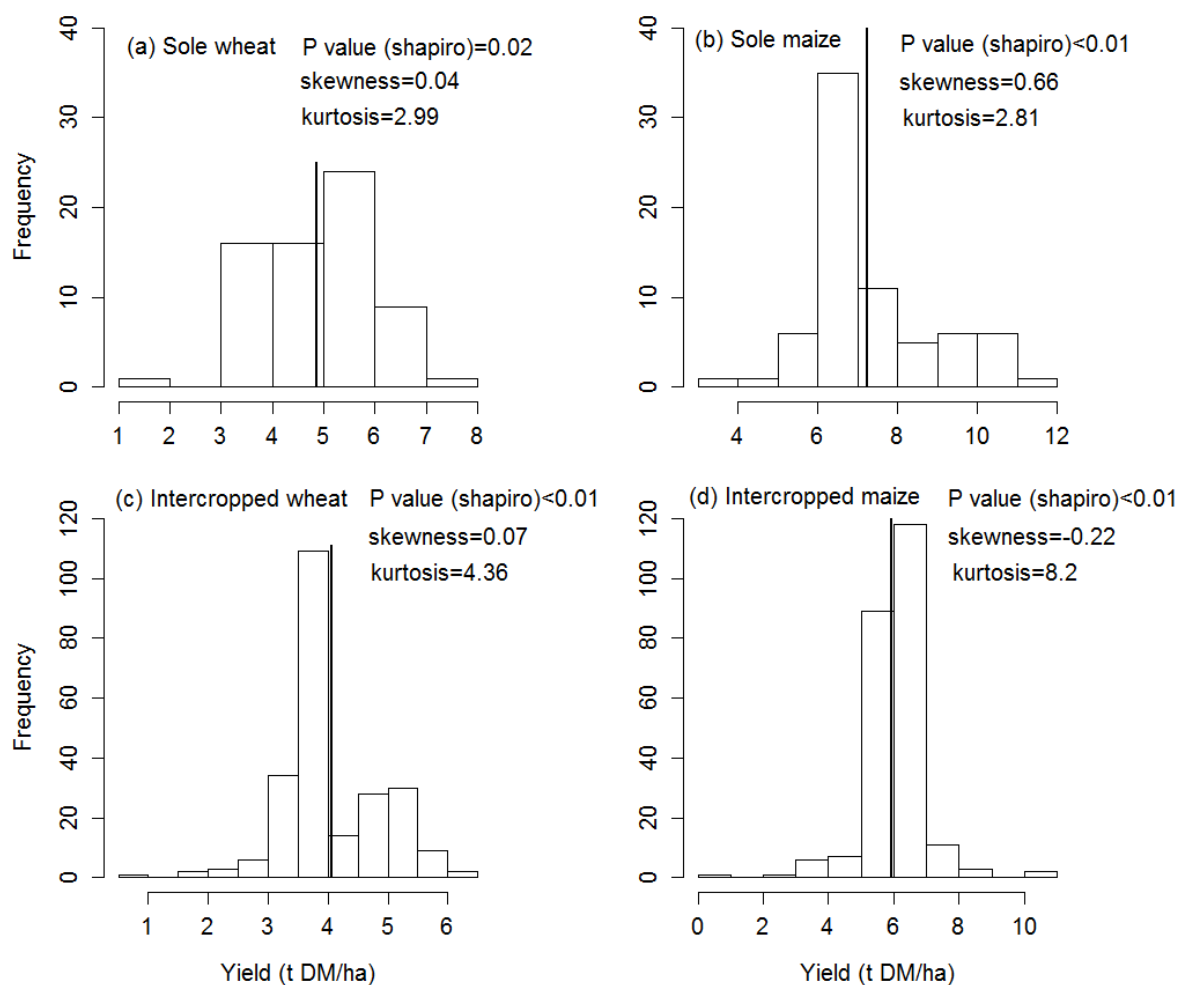 (a) Sole wheat P value (shapiro)=0.02
skewness=0.04
kurtosis=2.99
Frequency
0
10
20
30
40
1 2 3 4 5 6 7 8
(b) Sole maize P value (shapiro)<0.01
skewness=0.66
kurtosis=2.81
0
10
20
30
40
4 6 8 10 12
(c) Intercropped wheat P value (shapiro)<0.01
skewness=0.07
kurtosis=4.36
Frequency
0
20
40
60
80
100
120
1 2 3 4 5 6
Yield (t DM/ha)
(d) Intercropped maize P value (shapiro)<0.01
skewness=-0.22
kurtosis=8.2
0
20
40
60
80
100
120
0 2 4 6 8 10
Yield (t DM/ha)